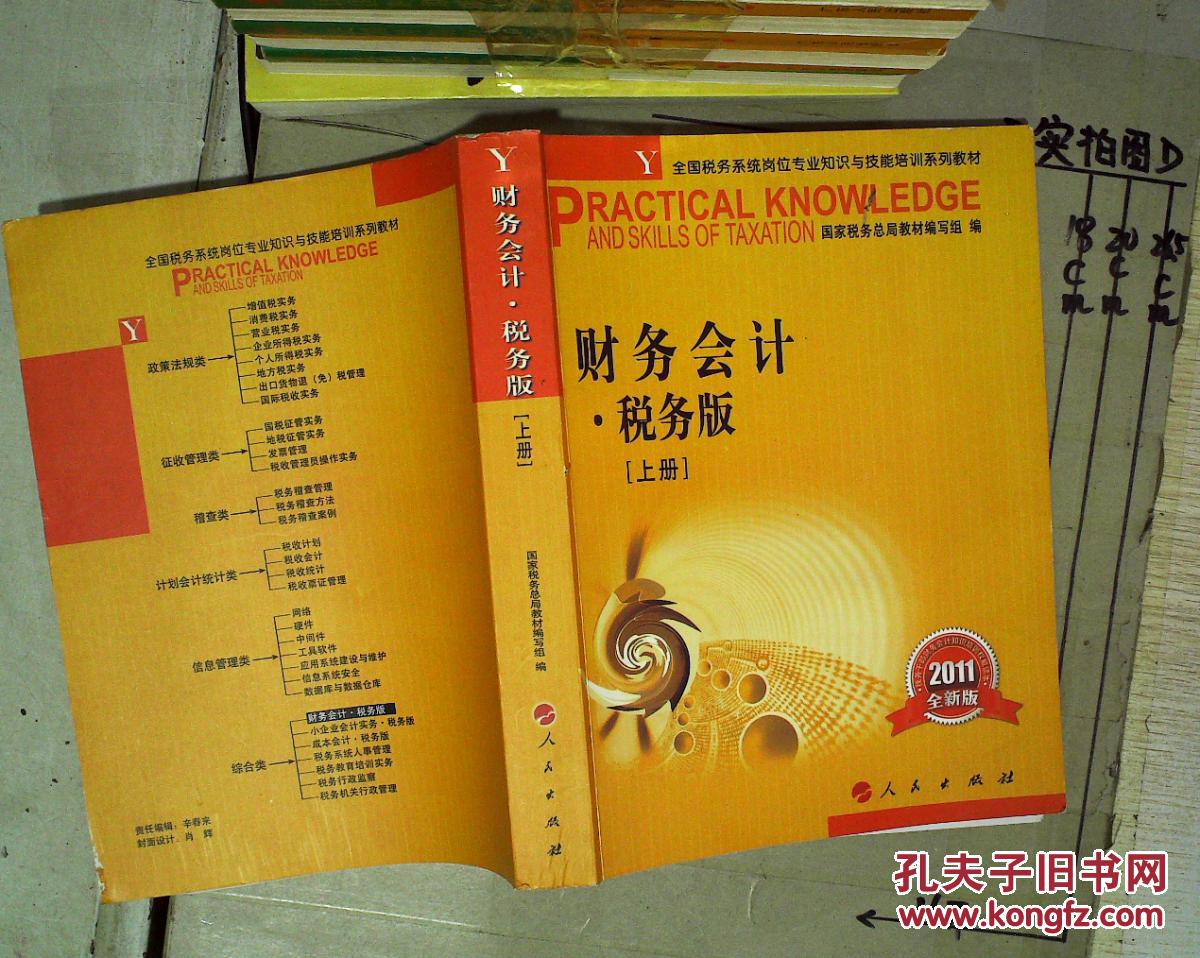 全国税务系统岗位专业知识与技能培训系列教材
PRACTICAL KNOWLEDGE
AND SKILLS OF TAXATION
Y
政策法规类
增值税实务
消费税实务
营业税实务
企业所得税实务
个人所得税实务
地方税实务
出口货物退（免）税管理
国际税收实务
征收管理类
国税征管实务
地税征管实务
发票管理
税收管理员操作实务
稽查类
税务稽查管理
税务稽查方法
税务稽查案例
计划会计统计类
税收计划
税收会计
税收统计
税收票证管理
信息管理类
网络
硬件
中间件
工具软件
应用系统建设与维护
信息系统安全
数据库与数据仓库
综合类
财务会计·税务版
小企业会计实务·税务版
成本会计·税务版
税务系统人事管理
税务教育培训实务
税务行政监察
税务机关行政管理
责任编辑：辛春来
封面设计：肖 辉
Y
财务会计·税务版
[上册]
国家税务总局教材编写组 编
人民出版社
Y
全国税务系统岗位专业知识与技能培训系列教材
PRACTICAL KNOWLEDGE
AND SKILLS OF TAXATION 国家税务总局教材编写组 编
财务会计
·税务版
[上册]
2011
全新版
人民出版社
实拍图D
18cm
20cm
265cm
孔夫子旧书网
www.kongfz.com